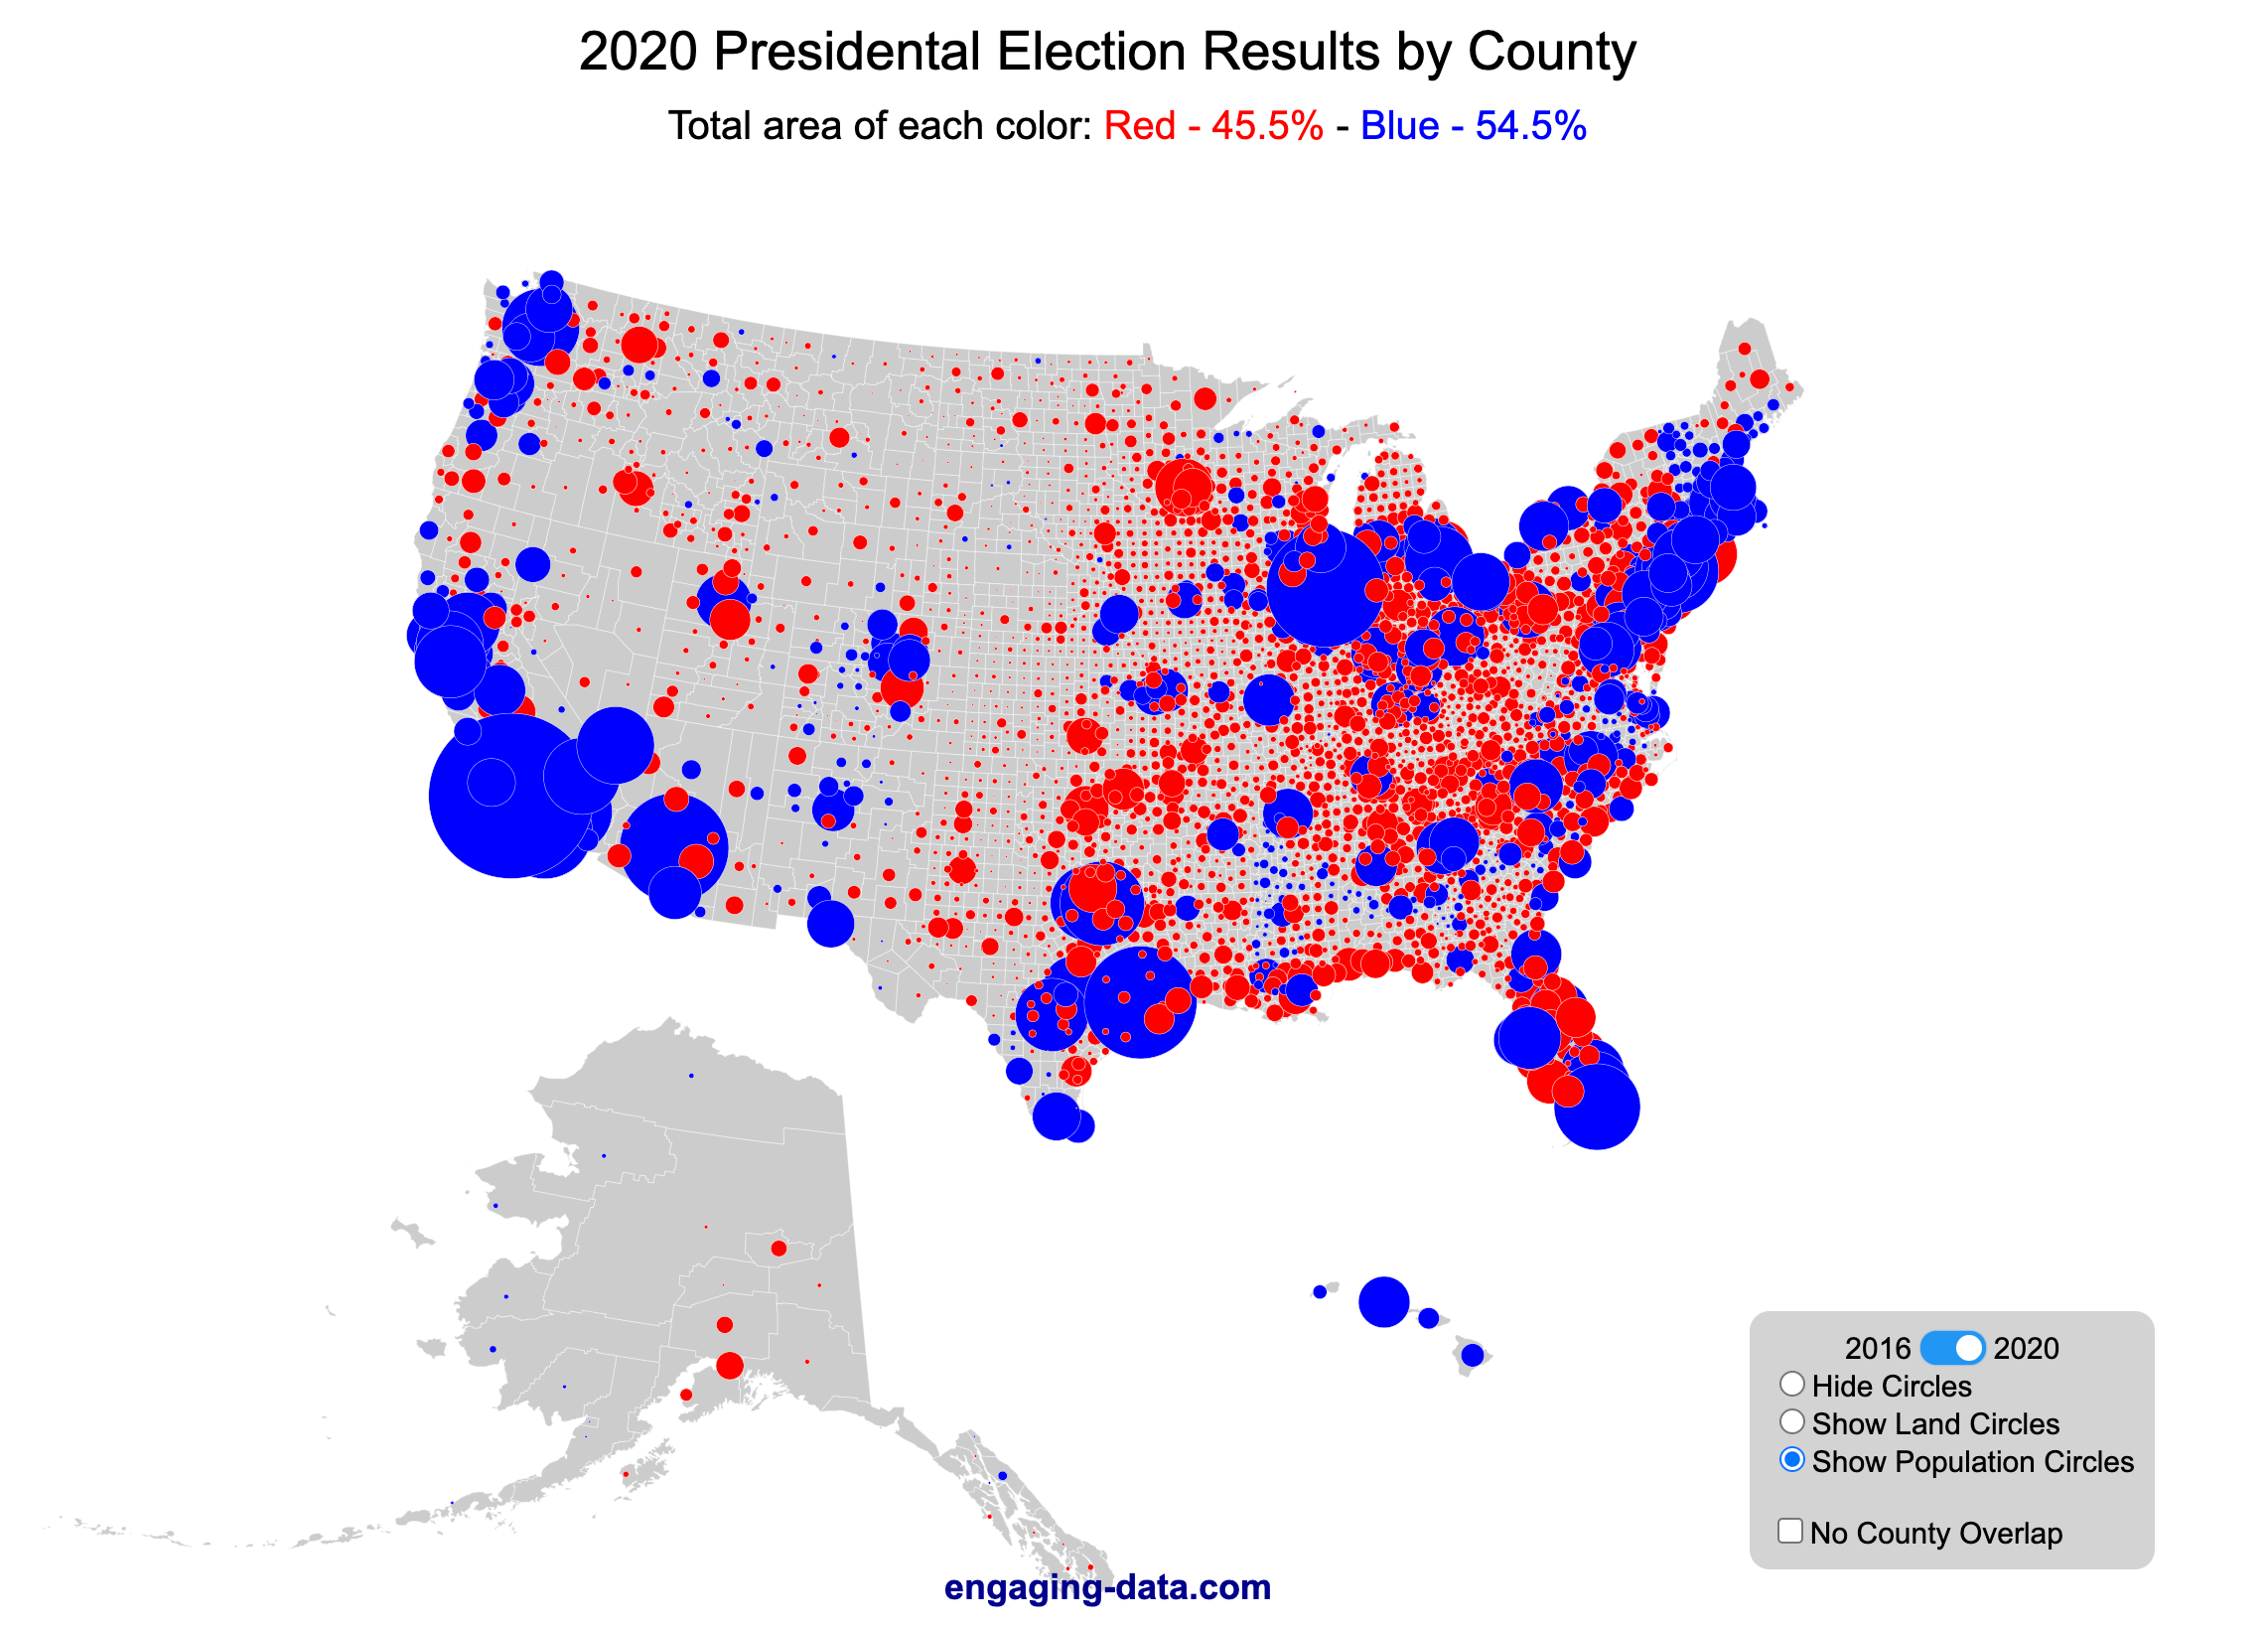 2020 Presidental Election Results by County
Total area of each color: Red - 45.5% - Blue - 54.5%
2016 2020
Hide Circles
Show Land Circles
Show Population Circles
No County Overlap
engaging-data.com